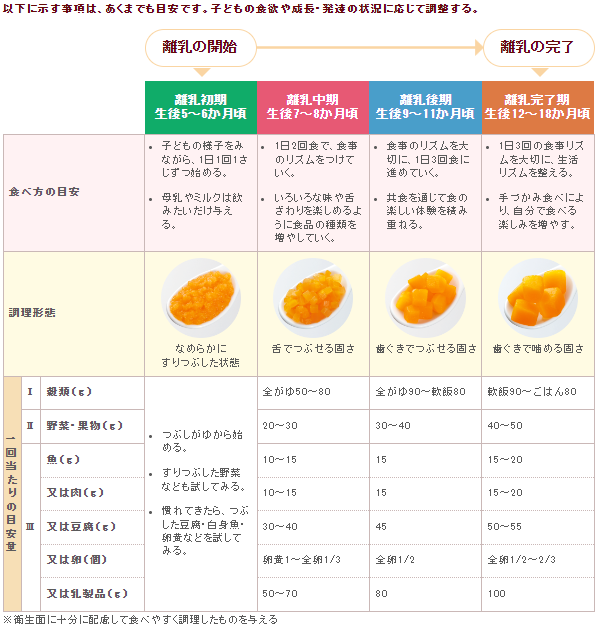 以下に示す事項は、あくまでも目安です。子どもの食欲や成長・発達の状況に応じて調整する。
離乳の開始
離乳の完了
離乳初期
生後5～6か月頃
離乳中期
生後7～8か月頃
離乳後期
生後9～11か月頃
離乳完了期
生後12～18か月頃
食べ方の目安
• 子どもの様子をみ
ながら、1日1回1さ
じずつ始める。
• 母乳やミルクは飲
みたいだけ与え
る。
• 1日2回食で、食事
のリズムをつけて
いく。
• いろいろな味や舌
ざわりを楽しめるよ
うに食品の種類を
増やしていく。
• 食事のリズムを大
切に、1日3回食に
進めていく。
• 共食を通じて食の
楽しい体験を積み
重ねる。
• 1日3回の食事リズ
ムを大切に、生活
リズムを整える。
• 手づかみ食べによ
り、自分で食べる
楽しみを増やす。
調理形態
なめらかに
すりつぶした状態
舌でつぶせる固さ
歯ぐきでつぶせる固さ
歯ぐきで噛める固さ
一回当たりの目安量
• つぶしがゆから始
める。
• すりつぶした野菜
なども試してみる。
• 慣れてきたら、つぶ
した豆腐・白身魚・
卵黄などを試して
みる。
Ⅰ 穀類（g） 全がゆ50～80 全がゆ90～軟飯80 軟飯90～ごはん80
Ⅱ 野菜・果物（g） 20～30 30～40 40～50
Ⅲ 魚（g） 10～15 15 15～20
又は肉（g） 10～15 15 15～20
又は豆腐（g） 30～40 45 50～55
又は卵（個） 卵黄1～全卵1/3 全卵1/2 全卵1/2～2/3
又は乳製品（g） 50～70 80 100
※衛生面に十分に配慮して食べやすく調理したものを与える